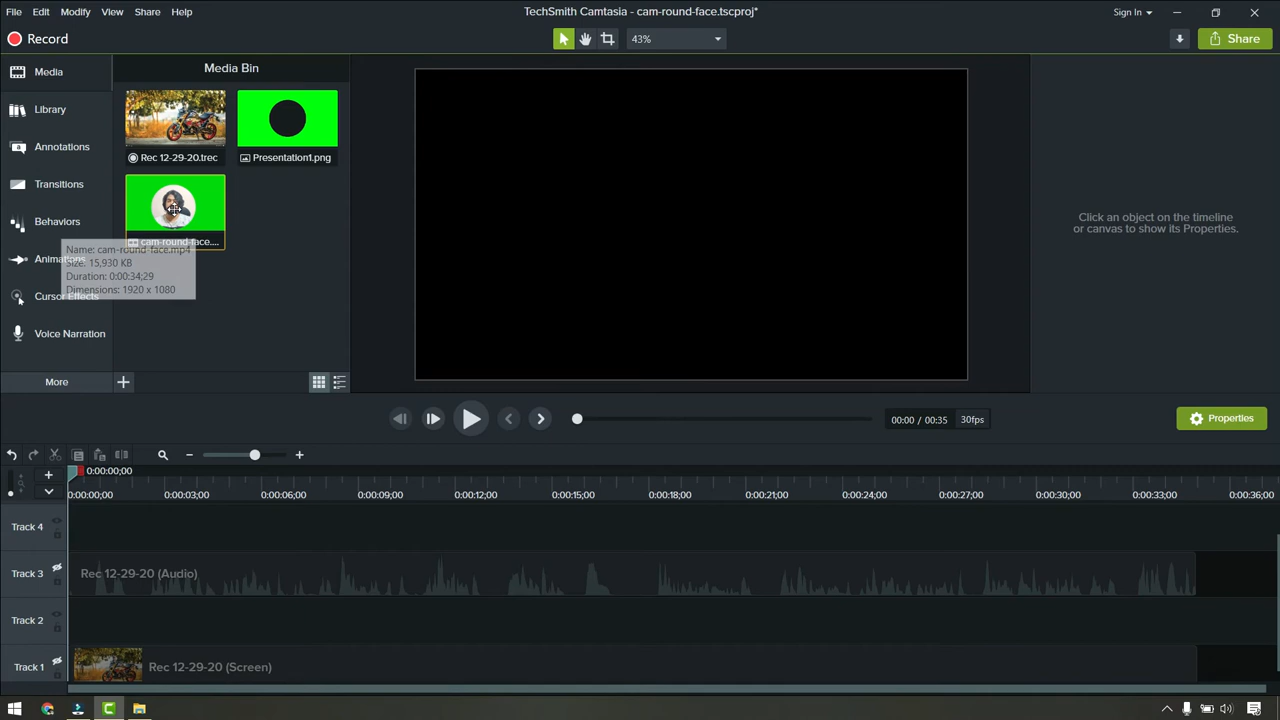 File Edit Modify View Share Help
TechSmith Camtasia - cam-round-face.tscproj*
Sign In
Record
43%
Share
Media
Library
Annotations
Transitions
Behaviors
Animations
Cursor Effects
Voice Narration
More
Media Bin
Rec 12-29-20.trec
Presentation1.png
cam-round-face....
Name: cam-round-face.mp4
Size: 15,930 KB
Duration: 0:00:34;29
Dimensions: 1920 x 1080
Click an object on the timeline
or canvas to show its Properties.
00:00 / 00:35
30fps
Properties
0:00:00;00
0:00:00;00 0:00:03;00 0:00:06;00 0:00:09;00 0:00:12;00 0:00:15;00 0:00:18;00 0:00:21;00 0:00:24;00 0:00:27;00 0:00:30;00 0:00:33;00 0:00:36;00
Track 4
Track 3
Rec 12-29-20 (Audio)
Track 2
Track 1
Rec 12-29-20 (Screen)